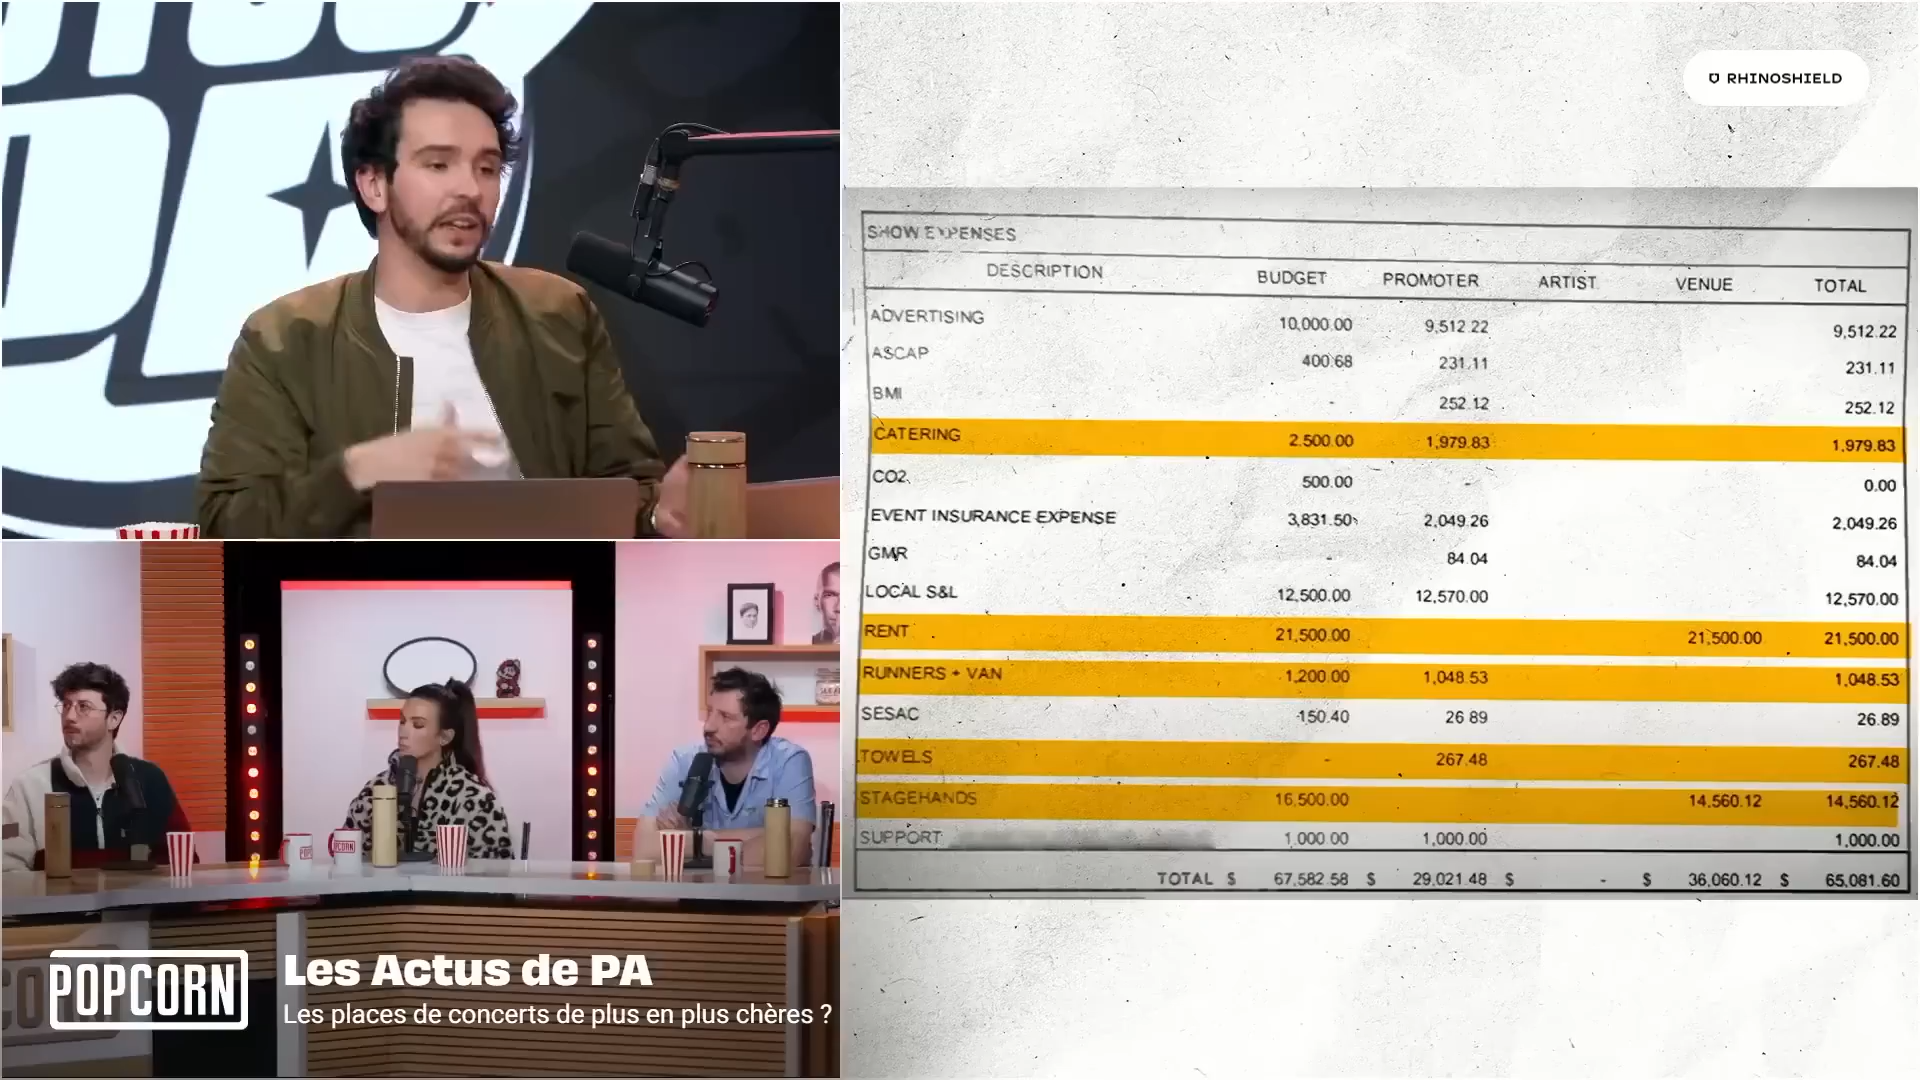 RHINOSHIELD
SHOW EXPENSES
DESCRIPTION BUDGET PROMOTER ARTIST VENUE TOTAL
ADVERTISING 10,000.00 9,512.22 9,512.22
ASCAP 400.68 231.11 231.11
BMI - 252.12 252.12
CATERING 2.500.00 1,979.83 1,979.83
CO2 500.00 - 0.00
EVENT INSURANCE EXPENSE 3,831.50 2,049.26 2,049.26
GMR - 84.04 84.04
LOCAL S&L 12,500.00 12,570.00 12,570.00
RENT 21,500.00 21,500.00 21,500.00
RUNNERS + VAN 1,200.00 1,048.53 1,048.53
SESAC 150.40 26.89 26.89
TOWELS - 267.48 267.48
STAGEHANDS 16,500.00 14,560.12 14,560.12
SUPPORT 1,000.00 1,000.00 1,000.00
TOTAL $ 67,582.58 $ 29,021.48 $ - $ 36,060.12 $ 65,081.60
POPCORN
Les Actus de PA
Les places de concerts de plus en plus chères ?